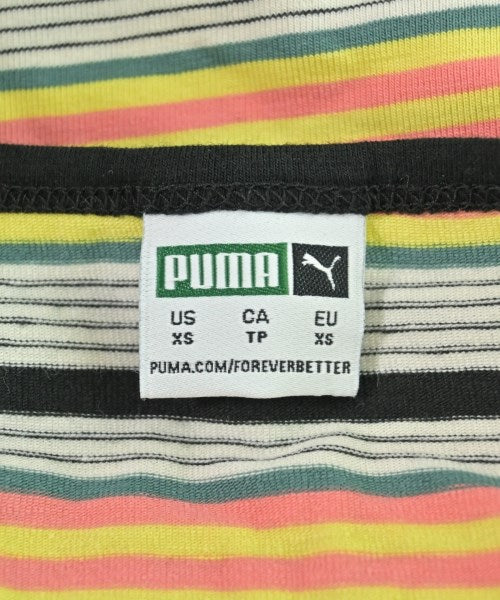 PUMA
US CA EU
XS TP XS
PUMA.COM/FOREVERBETTER